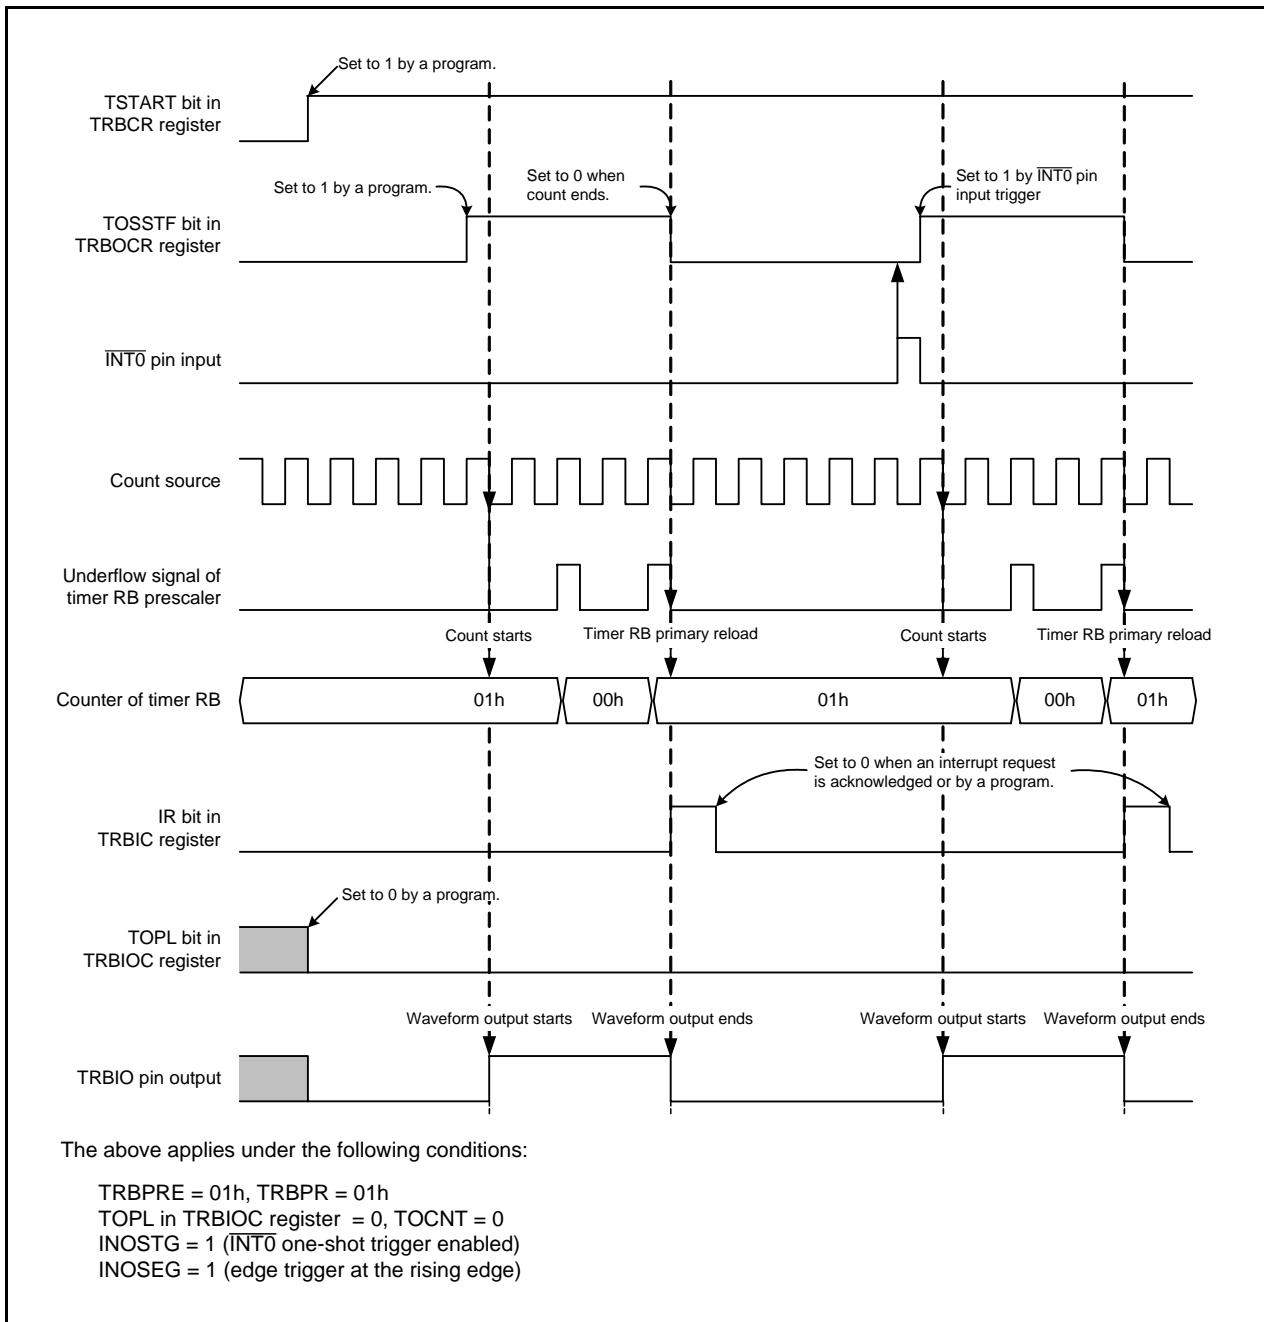 Set to 1 by a program.
TSTART bit in
TRBCR register
Set to 1 by a program.
Set to 0 when
count ends.
Set to 1 by INT0 pin
input trigger
TOSSTF bit in
TRBOCR register
INT0 pin input
Count source
Underflow signal of
timer RB prescaler
Count starts
Timer RB primary reload
Count starts
Timer RB primary reload
Counter of timer RB
01h
00h
01h
00h
01h
Set to 0 when an interrupt request
is acknowledged or by a program.
IR bit in
TRBIC register
Set to 0 by a program.
TOPL bit in
TRBIOC register
Waveform output starts
Waveform output ends
Waveform output starts
Waveform output ends
TRBIO pin output
The above applies under the following conditions:
TRBPRE = 01h, TRBPR = 01h
TOPL in TRBIOC register = 0, TOCNT = 0
INOSTG = 1 (INT0 one-shot trigger enabled)
INOSEG = 1 (edge trigger at the rising edge)